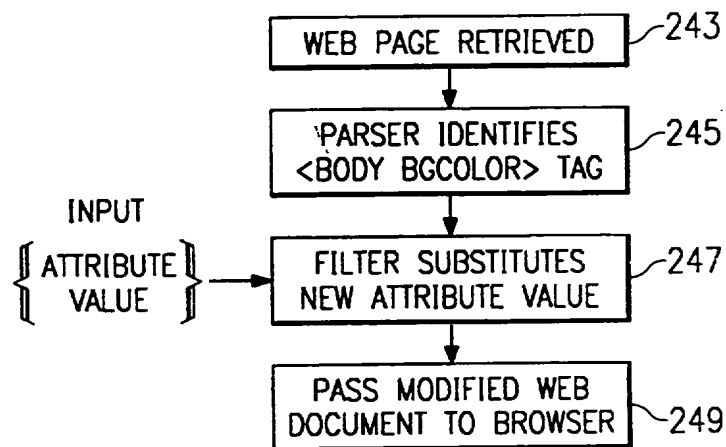 WEB PAGE RETRIEVED
243
PARSER IDENTIFIES
<BODY BGCOLOR> TAG
245
INPUT
{ATTRIBUTE
VALUE}
FILTER SUBSTITUTES
NEW ATTRIBUTE VALUE
247
PASS MODIFIED WEB
DOCUMENT TO BROWSER
249